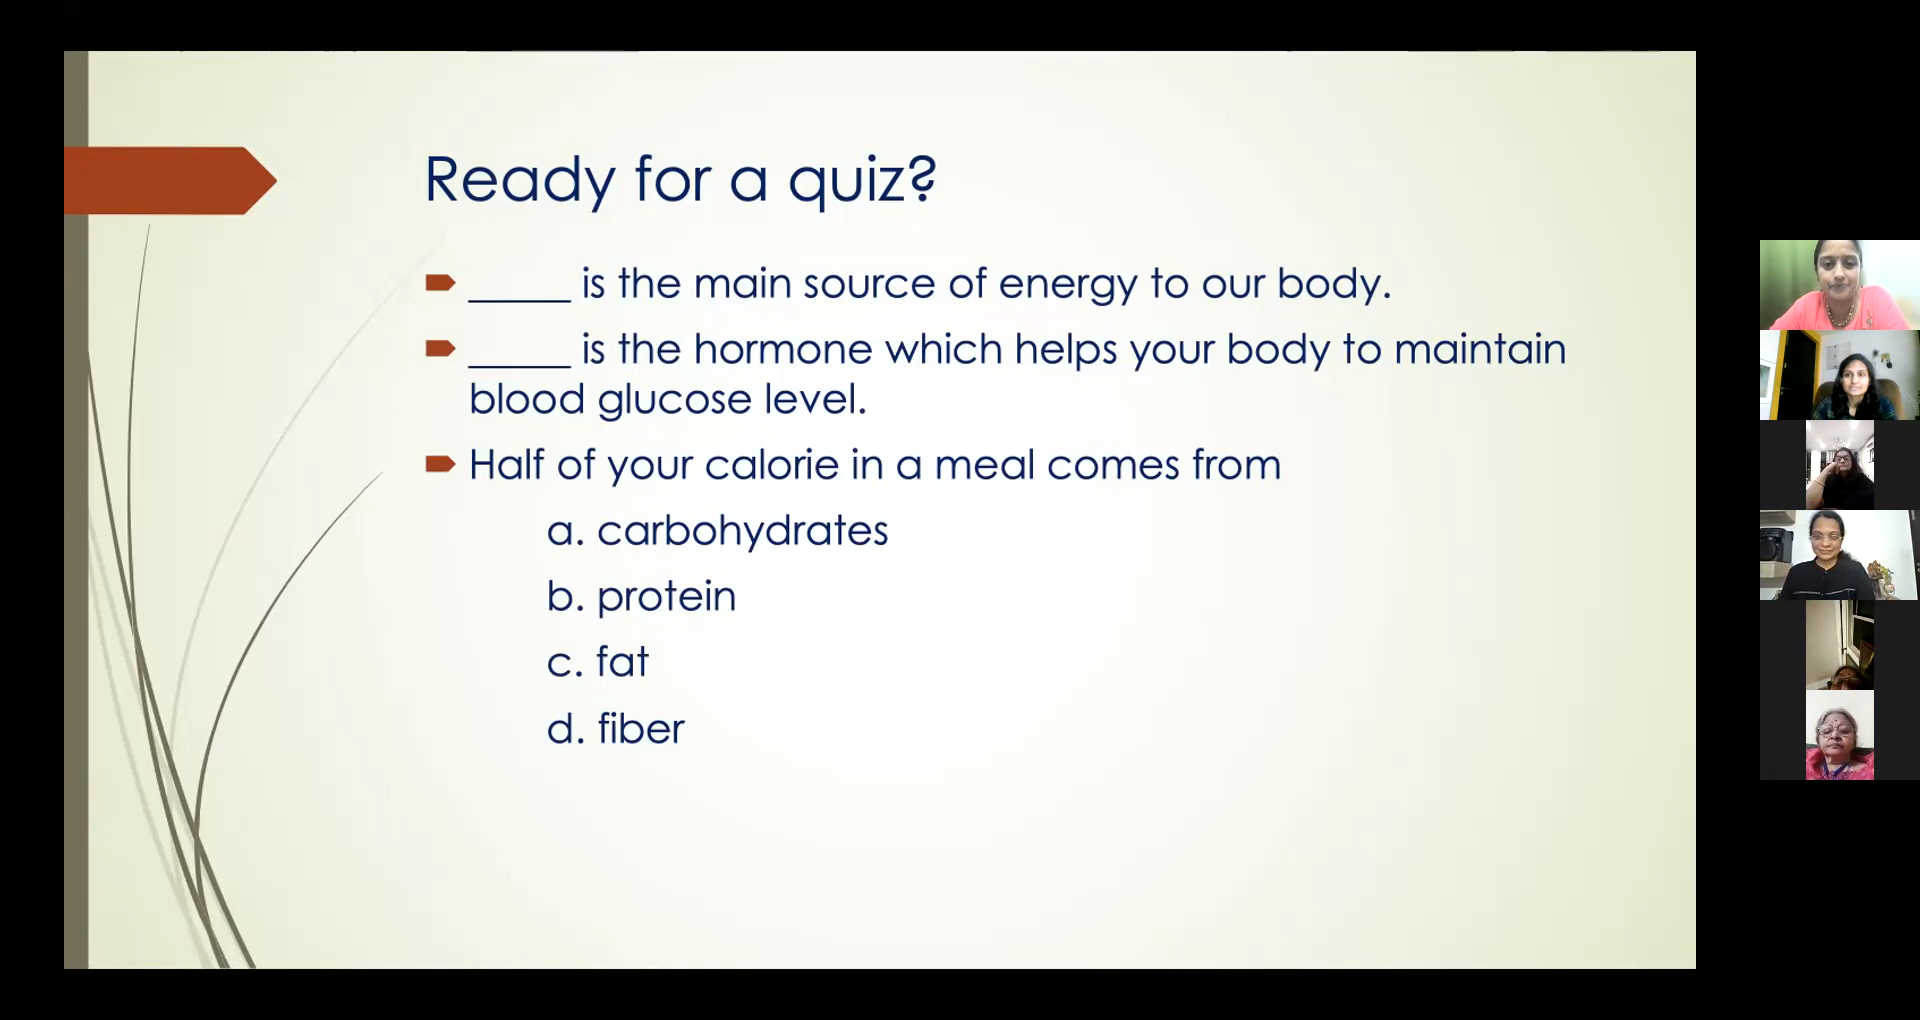 Ready for a quiz?
_____ is the main source of energy to our body.
_____ is the hormone which helps your body to maintain
blood glucose level.
Half of your calorie in a meal comes from
a. carbohydrates
b. protein
c. fat
d. fiber